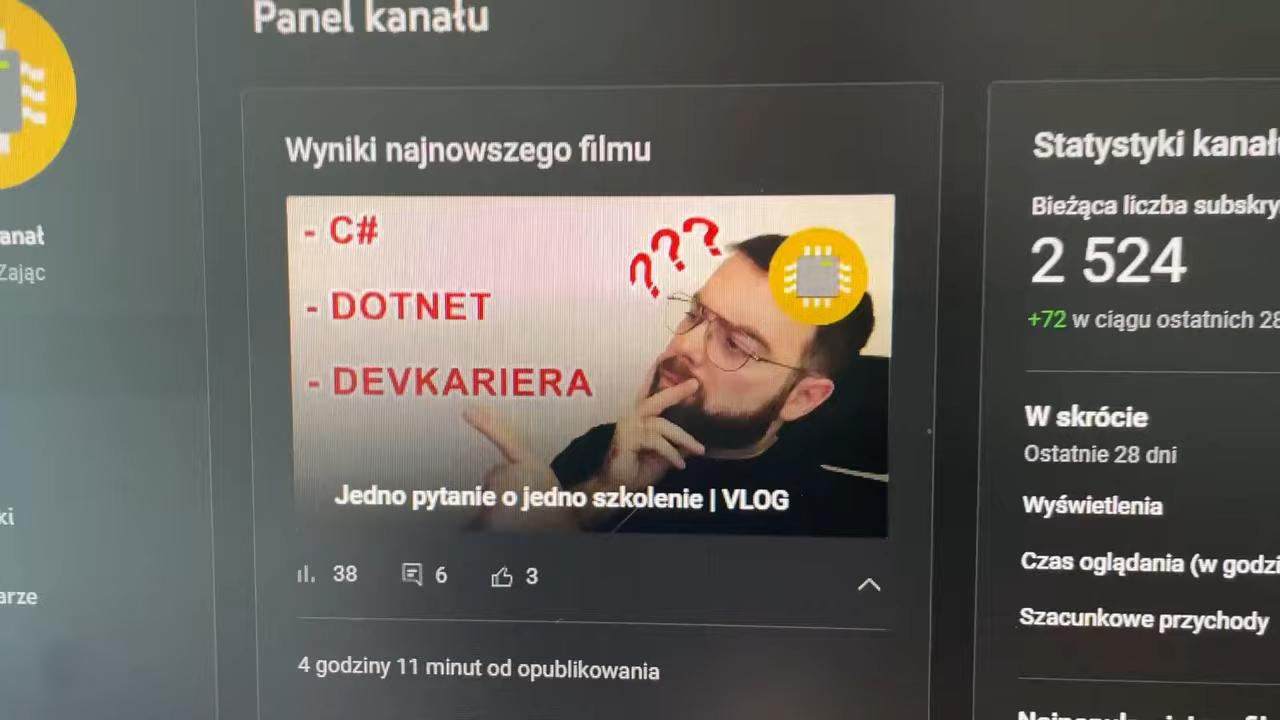 Panel kanału
anał
Zając
ki
arze
Wyniki najnowszego filmu
- C#
- DOTNET
- DEVKARIERA
???
Jedno pytanie o jedno szkolenie | VLOG
38
6
3
4 godziny 11 minut od opublikowania
Statystyki kanału
Bieżąca liczba subskry
2 524
+72 w ciągu ostatnich 28
W skrócie
Ostatnie 28 dni
Wyświetlenia
Czas oglądania (w godzi
Szacunkowe przychody